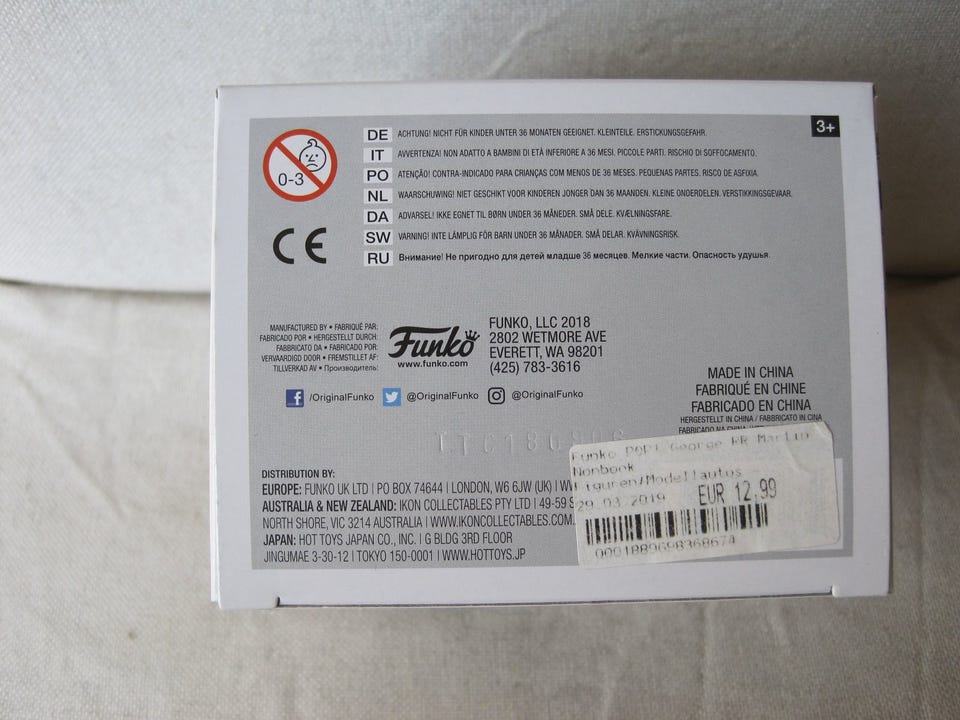 3+
0-3
DE ACHTUNG! NICHT FÜR KINDER UNTER 36 MONATEN GEEIGNET. KLEINTEILE. ERSTICKUNGSGEFAHR.
IT AVVERTENZA! NON ADATTO A BAMBINI DI ETÀ INFERIORE A 36 MESI. PICCOLE PARTI. RISCHIO DI SOFFOCAMENTO.
PO ATENÇÃO! CONTRA-INDICADO PARA CRIANÇAS COM MENOS DE 36 MESES. PEQUENAS PARTES. RISCO DE ASFIXIA.
NL WAARSCHUWING! NIET GESCHIKT VOOR KINDEREN JONGER DAN 36 MAANDEN. KLEINE ONDERDELEN. VERSTIKKINGSGEVAAR.
DA ADVARSEL! IKKE EGNET TIL BØRN UNDER 36 MÅNEDER. SMÅ DELE. KVÆLNINGSFARE.
SW VARNING! INTE LÄMPLIG FÖR BARN UNDER 36 MÅNADER. SMÅ DELAR. KVÄVNINGSRISK.
RU Внимание! Не пригодно для детей младше 36 месяцев. Мелкие части. Опасность удушья.
CE
MANUFACTURED BY • FABRIQUÉ PAR:
FABRICADO POR • HERGESTELLT DURCH:
FABBRICATO DA • FABRICADO POR:
VERVAARDIGD DOOR • FREMSTILLET AF:
TILLVERKAD AV • Производитель:
Funko
www.funko.com
FUNKO, LLC 2018
2802 WETMORE AVE
EVERETT, WA 98201
(425) 783-3616
/OriginalFunko @OriginalFunko @OriginalFunko
MADE IN CHINA
FABRIQUÉ EN CHINE
FABRICADO EN CHINA
HERGESTELLT IN CHINA / FABBRICATO IN CINA
FABRICADO NA CHINA
DISTRIBUTION BY:
EUROPE: FUNKO UK LTD | PO BOX 74644 | LONDON, W6 6JW (UK) |
AUSTRALIA & NEW ZEALAND: IKON COLLECTABLES PTY LTD | 49-59 S
NORTH SHORE, VIC 3214 AUSTRALIA | WWW.IKONCOLLECTABLES.COM.
JAPAN: HOT TOYS JAPAN CO., INC. | G BLDG 3RD FLOOR
JINGUMAE 3-30-12 | TOKYO 150-0001 | WWW.HOTTOYS.JP
Funko POP! George RR Martin
Nonbook
Figuren/Modellautos
29.03.2019 EUR 12,99
0001889698368674